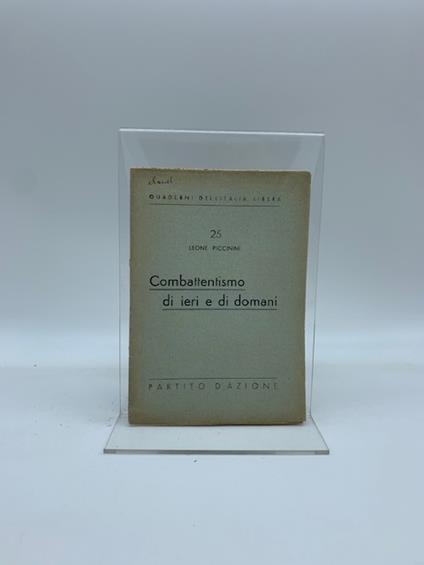 QUADERNI DELL'ITALIA LIBERA
25
LEONE PICCININI
Combattentismo
di ieri e di domani
PARTITO D'AZIONE